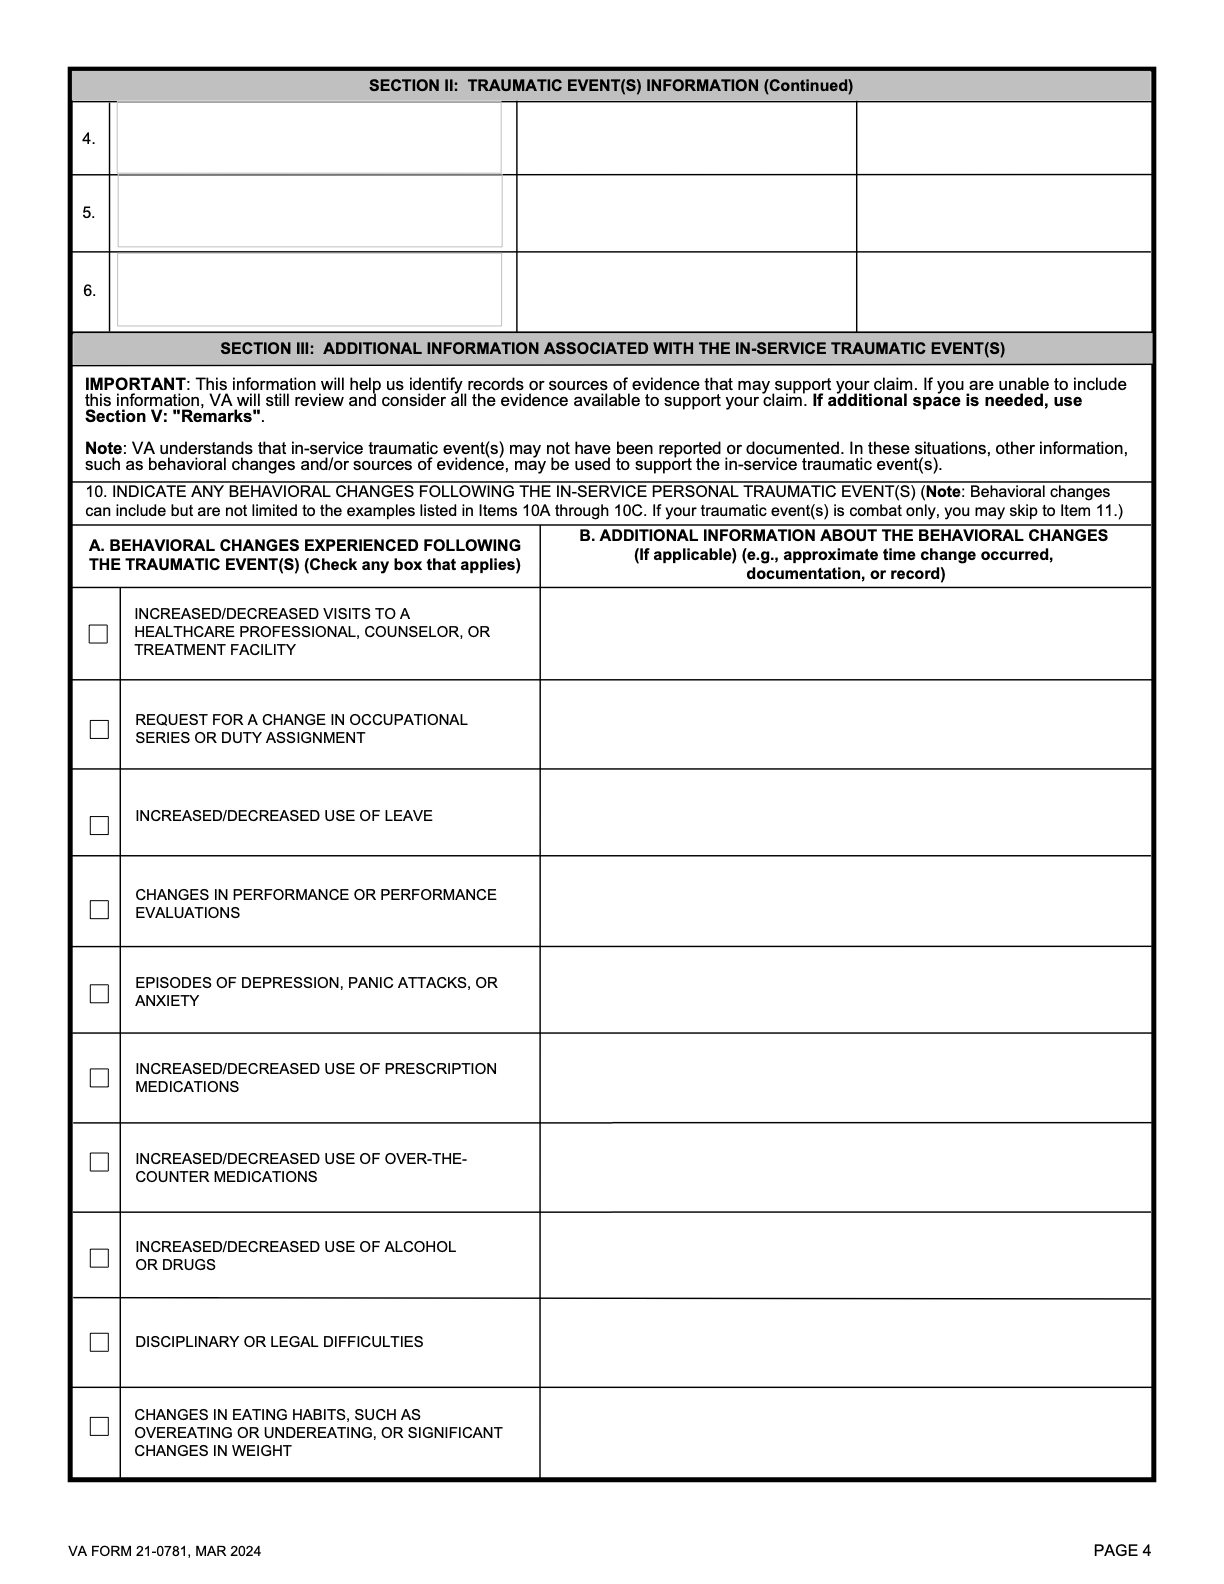 SECTION II:  TRAUMATIC EVENT(S) INFORMATION (Continued)
4.
5.
6.
SECTION III:  ADDITIONAL INFORMATION ASSOCIATED WITH THE IN-SERVICE TRAUMATIC EVENT(S)
IMPORTANT: This information will help us identify records or sources of evidence that may support your claim. If you are unable to include
this information, VA will still review and consider all the evidence available to support your claim. If additional space is needed, use
Section V: "Remarks".
Note: VA understands that in-service traumatic event(s) may not have been reported or documented. In these situations, other information,
such as behavioral changes and/or sources of evidence, may be used to support the in-service traumatic event(s).
10. INDICATE ANY BEHAVIORAL CHANGES FOLLOWING THE IN-SERVICE PERSONAL TRAUMATIC EVENT(S) (Note: Behavioral changes
can include but are not limited to the examples listed in Items 10A through 10C. If your traumatic event(s) is combat only, you may skip to Item 11.)
A. BEHAVIORAL CHANGES EXPERIENCED FOLLOWING
THE TRAUMATIC EVENT(S) (Check any box that applies)
B. ADDITIONAL INFORMATION ABOUT THE BEHAVIORAL CHANGES
(If applicable) (e.g., approximate time change occurred,
documentation, or record)
INCREASED/DECREASED VISITS TO A
HEALTHCARE PROFESSIONAL, COUNSELOR, OR
TREATMENT FACILITY
REQUEST FOR A CHANGE IN OCCUPATIONAL
SERIES OR DUTY ASSIGNMENT
INCREASED/DECREASED USE OF LEAVE
CHANGES IN PERFORMANCE OR PERFORMANCE
EVALUATIONS
EPISODES OF DEPRESSION, PANIC ATTACKS, OR
ANXIETY
INCREASED/DECREASED USE OF PRESCRIPTION
MEDICATIONS
INCREASED/DECREASED USE OF OVER-THE-
COUNTER MEDICATIONS
INCREASED/DECREASED USE OF ALCOHOL
OR DRUGS
DISCIPLINARY OR LEGAL DIFFICULTIES
CHANGES IN EATING HABITS, SUCH AS
OVEREATING OR UNDEREATING, OR SIGNIFICANT
CHANGES IN WEIGHT
VA FORM 21-0781, MAR 2024
PAGE 4